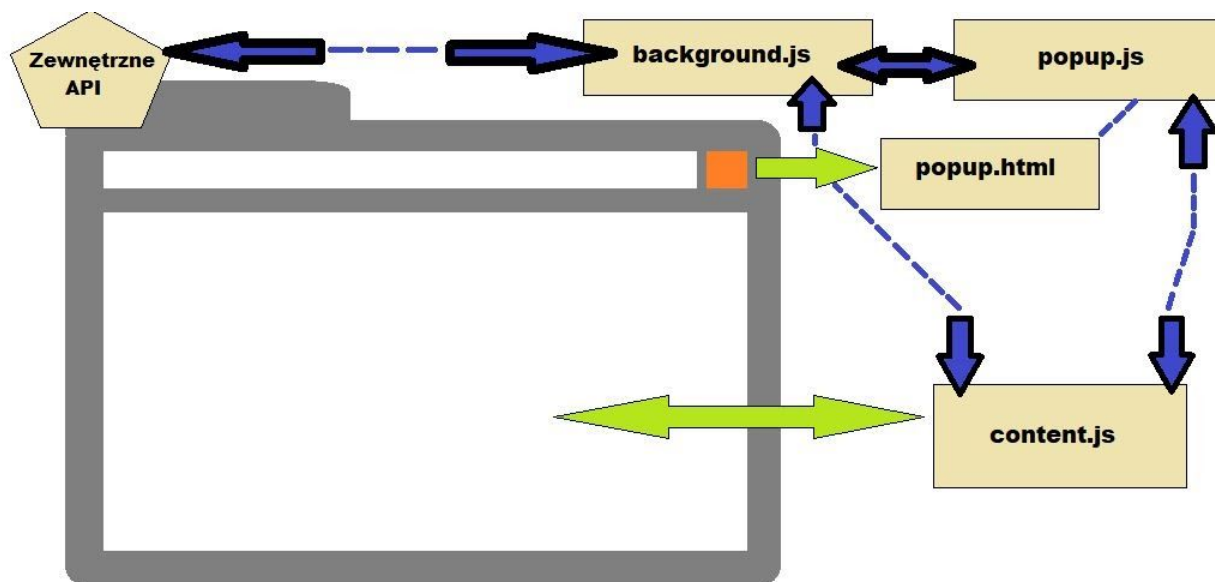 Zewnętrzne
API
background.js
popup.js
popup.html
content.js